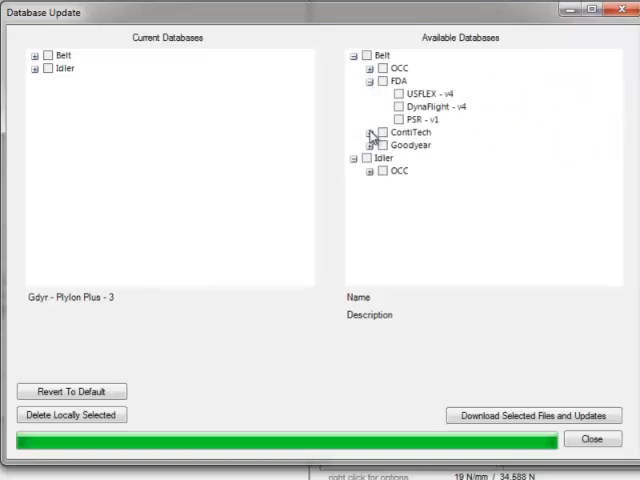 Database Update
Current Databases
Available Databases
Belt
Idler
Belt
OCC
FDA
USFLEX - v4
DynaFlight - v4
PSR - v1
ContiTech
Goodyear
Idler
OCC
Gdyr - Plylon Plus - 3
Name
Description
Revert To Default
Delete Locally Selected
Download Selected Files and Updates
Close
right click for options
19 N/mm / 34,588 N